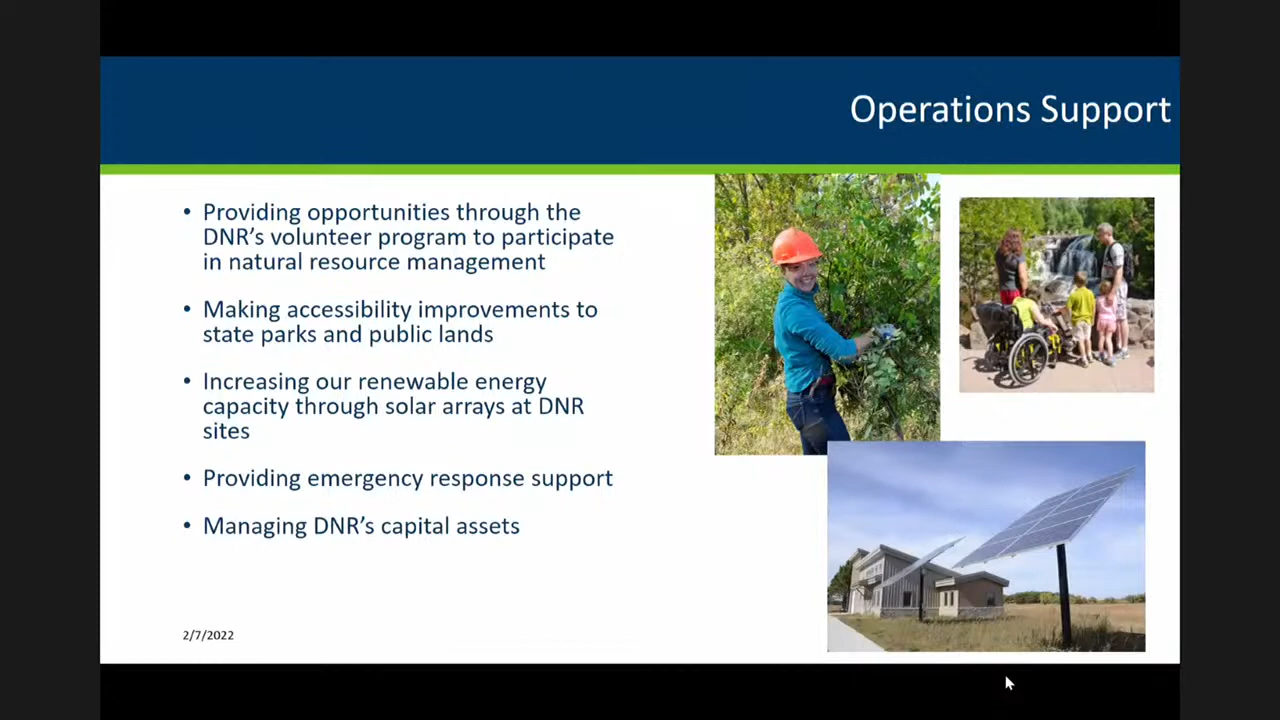 Operations Support
• Providing opportunities through the
DNR’s volunteer program to participate
in natural resource management
• Making accessibility improvements to
state parks and public lands
• Increasing our renewable energy
capacity through solar arrays at DNR
sites
• Providing emergency response support
• Managing DNR’s capital assets
2/7/2022